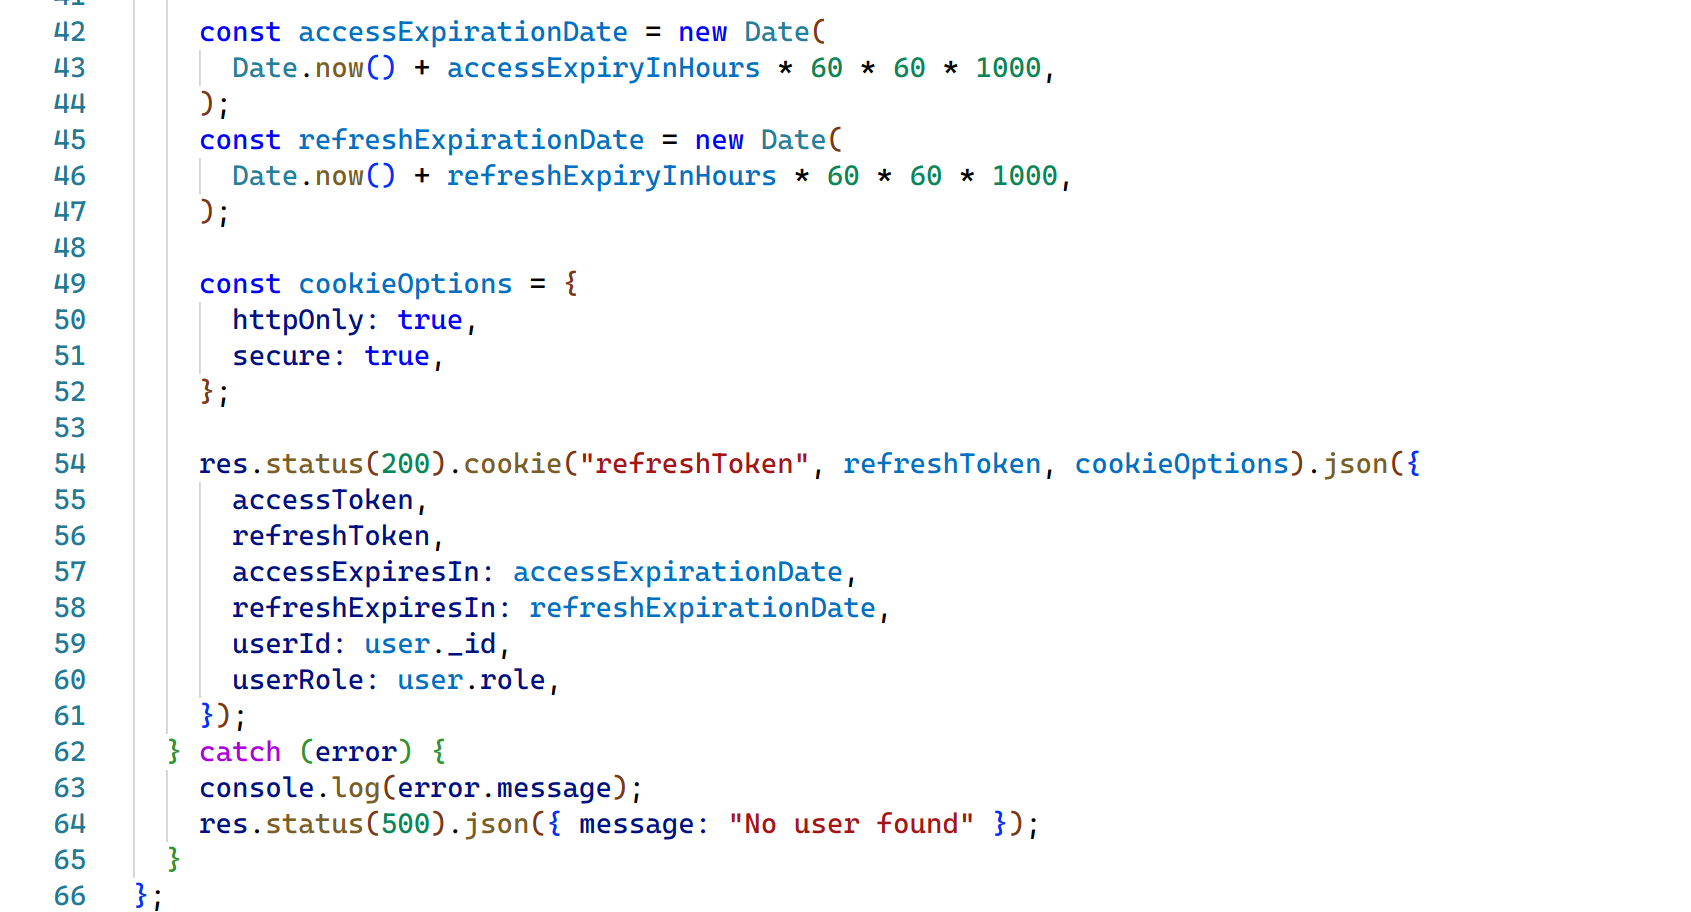 42 const accessExpirationDate = new Date(
43 Date.now() + accessExpiryInHours * 60 * 60 * 1000,
44 );
45 const refreshExpirationDate = new Date(
46 Date.now() + refreshExpiryInHours * 60 * 60 * 1000,
47 );
48
49 const cookieOptions = {
50 httpOnly: true,
51 secure: true,
52 };
53
54 res.status(200).cookie("refreshToken", refreshToken, cookieOptions).json({
55 accessToken,
56 refreshToken,
57 accessExpiresIn: accessExpirationDate,
58 refreshExpiresIn: refreshExpirationDate,
59 userId: user._id,
60 userRole: user.role,
61 });
62 } catch (error) {
63 console.log(error.message);
64 res.status(500).json({ message: "No user found" });
65 }
66 };